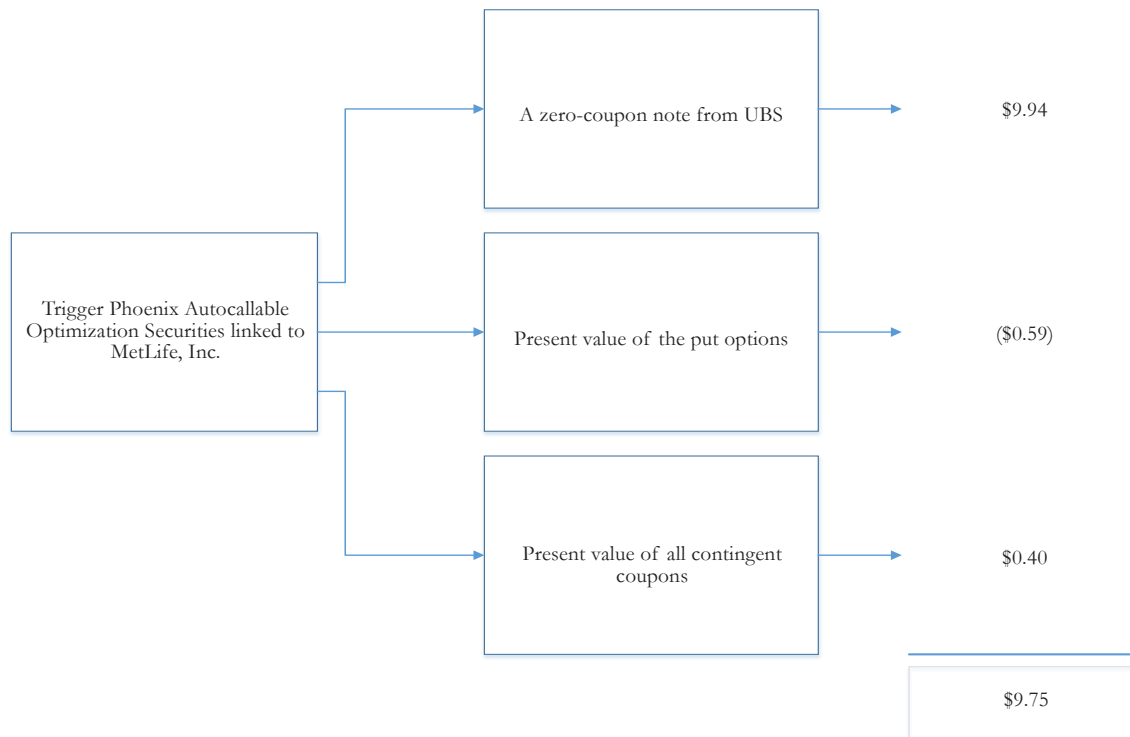 A zero-coupon note from UBS
$9.94
Trigger Phoenix Autocallable
Optimization Securities linked to
MetLife, Inc.
Present value of the put options
($0.59)
Present value of all contingent
coupons
$0.40
$9.75